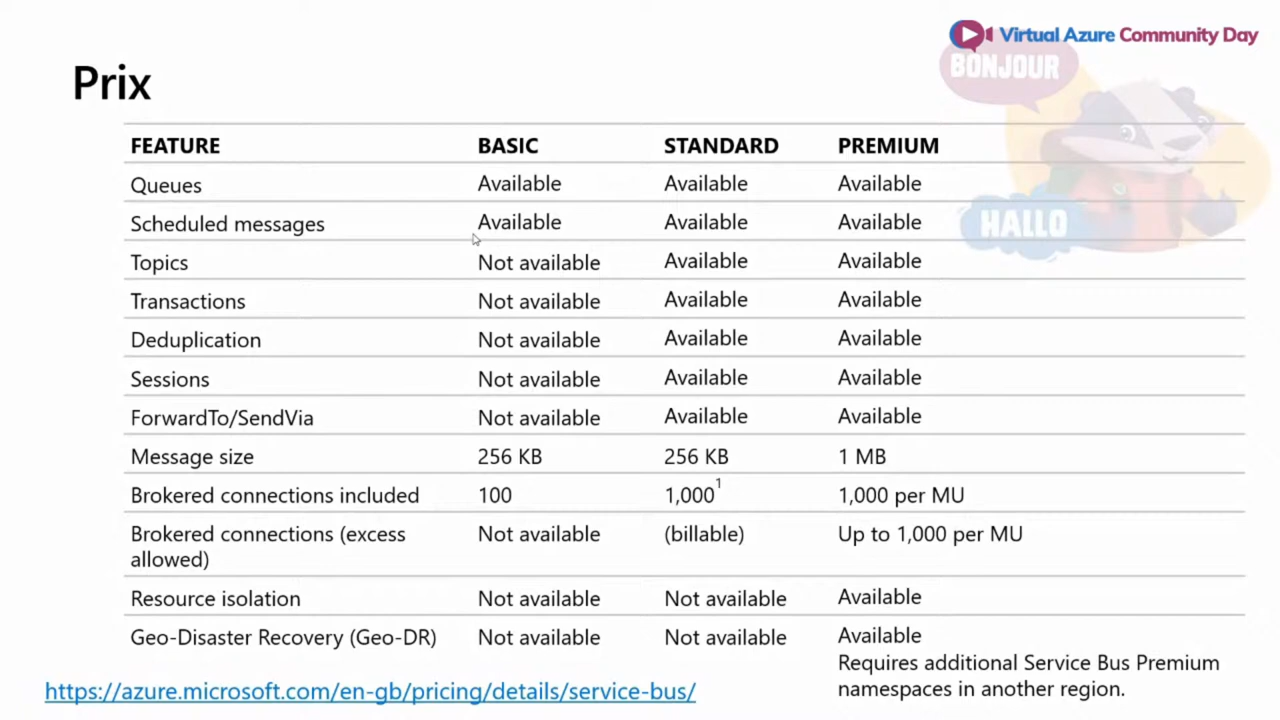 Virtual Azure Community Day
BONJOUR
Prix
FEATURE BASIC STANDARD PREMIUM
Queues Available Available Available
HALLO
Scheduled messages Available Available Available
Topics Not available Available Available
Transactions Not available Available Available
Deduplication Not available Available Available
Sessions Not available Available Available
ForwardTo/SendVia Not available Available Available
Message size 256 KB 256 KB 1 MB
Brokered connections included 100 1,000¹ 1,000 per MU
Brokered connections (excess Not available (billable) Up to 1,000 per MU
allowed)
Resource isolation Not available Not available Available
Geo-Disaster Recovery (Geo-DR) Not available Not available Available
Requires additional Service Bus Premium
namespaces in another region.
https://azure.microsoft.com/en-gb/pricing/details/service-bus/